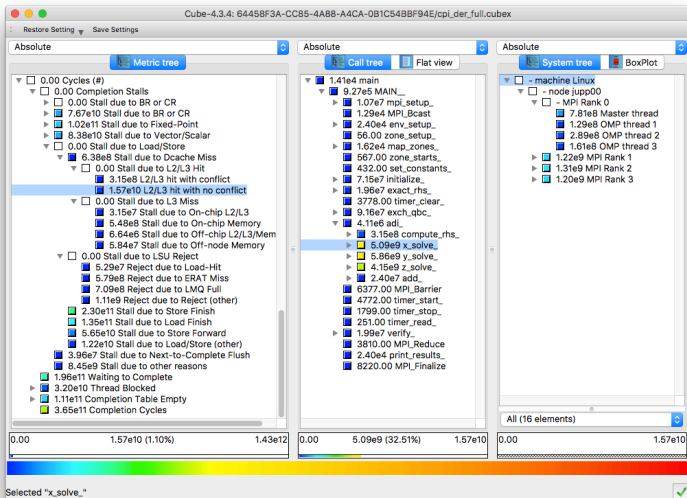 Cube-4.3.4: 64458F3A-CC85-4A88-A4CA-0B1C54BBF94E/cpi_der_full.cubex
Restore Setting Save Settings
Absolute
Metric tree
0.00 Cycles (#)
0.00 Completion Stalls
0.00 Stall due to BR or CR
7.67e10 Stall due to BR or CR
1.02e11 Stall due to Fixed-Point
8.38e10 Stall due to Vector/Scalar
0.00 Stall due to Load/Store
6.38e8 Stall due to Dcache Miss
0.00 Stall due to L2/L3 Hit
3.15e8 L2/L3 hit with conflict
1.57e10 L2/L3 hit with no conflict
0.00 Stall due to L3 Miss
3.15e7 Stall due to On-chip L2/L3
5.48e8 Stall due to On-chip Memory
6.64e6 Stall due to Off-chip L2/L3/Mem
5.84e7 Stall due to Off-node Memory
0.00 Stall due to LSU Reject
5.29e7 Reject due to Load-Hit
5.79e8 Reject due to ERAT Miss
7.09e8 Reject due to LMQ Full
1.11e9 Reject due to Reject (other)
2.30e11 Stall due to Store Finish
1.35e11 Stall due to Load Finish
5.65e10 Stall due to Store Forward
1.22e10 Stall due to Load/Store (other)
3.96e7 Stall due to Next-to-Complete Flush
8.45e9 Stall due to other reasons
1.96e11 Waiting to Complete
3.20e10 Thread Blocked
1.11e11 Completion Table Empty
3.65e11 Completion Cycles
0.00 1.57e10 (1.10%) 1.43e12
Absolute
Call tree Flat view
1.41e4 main
9.27e5 MAIN__
1.07e7 mpi_setup_
1.29e4 MPI_Bcast
2.40e4 env_setup_
56.00 zone_setup_
1.62e4 map_zones_
567.00 zone_starts_
432.00 set_constants_
7.15e7 initialize_
1.96e7 exact_rhs_
3778.00 timer_clear_
9.16e7 exch_qbc_
4.11e6 adi_
3.15e8 compute_rhs_
5.09e9 x_solve_
5.86e9 y_solve_
4.15e9 z_solve_
2.40e7 add_
6377.00 MPI_Barrier
4772.00 timer_start_
1799.00 timer_stop_
251.00 timer_read_
1.99e7 verify_
3810.00 MPI_Reduce
2.40e4 print_results_
8220.00 MPI_Finalize
0.00 5.09e9 (32.51%) 1.57e10
Absolute
System tree BoxPlot
- machine Linux
- node jupp00
- MPI Rank 0
7.81e8 Master thread
1.29e8 OMP thread 1
2.89e8 OMP thread 2
1.61e8 OMP thread 3
1.22e9 MPI Rank 1
1.31e9 MPI Rank 2
1.20e9 MPI Rank 3
All (16 elements)
0.00 1.57e10
Selected "x_solve_"